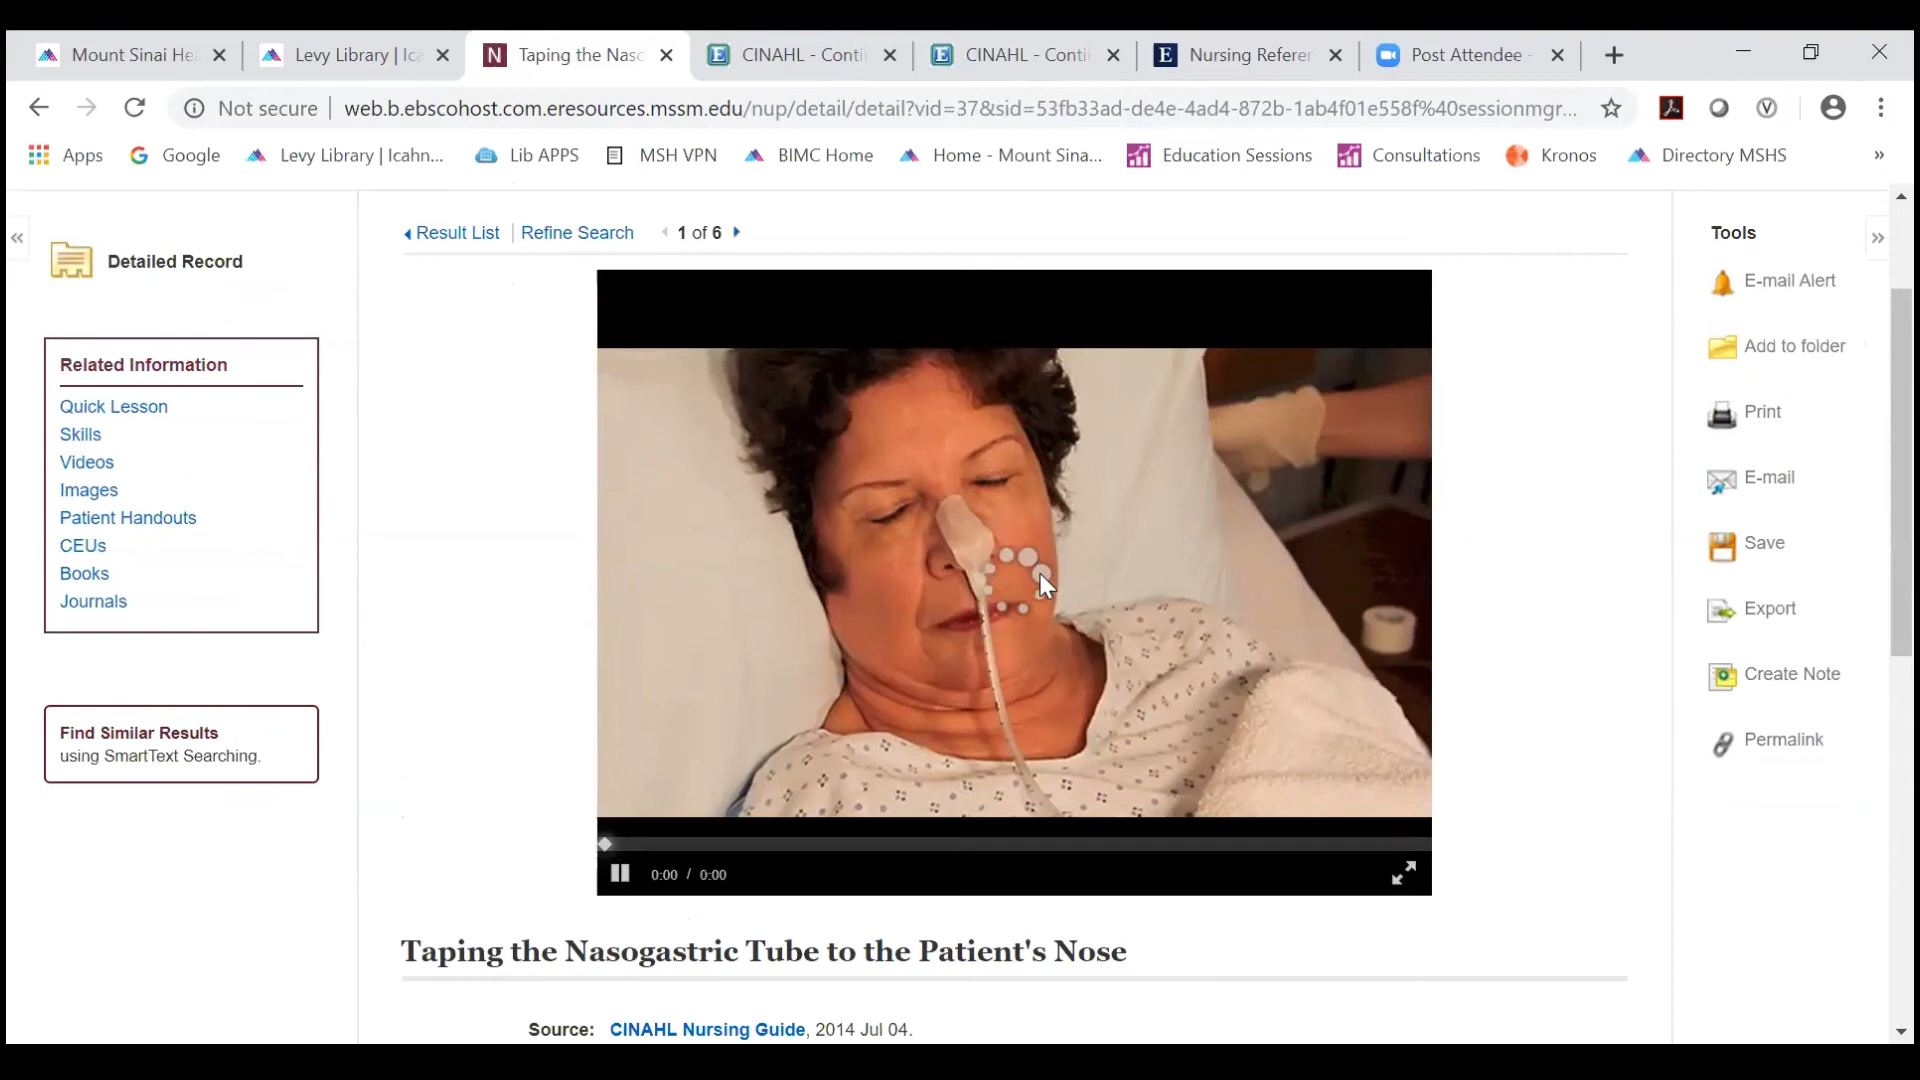 Mount Sinai He
Levy Library | Ica
N Taping the Naso
E CINAHL - Conti
E CINAHL - Conti
E Nursing Refere
Post Attendee -
Not secure
web.b.ebscohost.com.eresources.mssm.edu/nup/detail/detail?vid=37&sid=53fb33ad-de4e-4ad4-872b-1ab4f01e558f%40sessionmgr...
Apps
Google
Levy Library | Icahn...
Lib APPS
MSH VPN
BIMC Home
Home - Mount Sina...
Education Sessions
Consultations
Kronos
Directory MSHS
»
Detailed Record
Related Information
Quick Lesson
Skills
Videos
Images
Patient Handouts
CEUs
Books
Journals
Find Similar Results
using SmartText Searching.
Result List | Refine Search 1 of 6
0:00 / 0:00
Taping the Nasogastric Tube to the Patient's Nose
Source: CINAHL Nursing Guide, 2014 Jul 04.
Tools
E-mail Alert
Add to folder
Print
E-mail
Save
Export
Create Note
Permalink